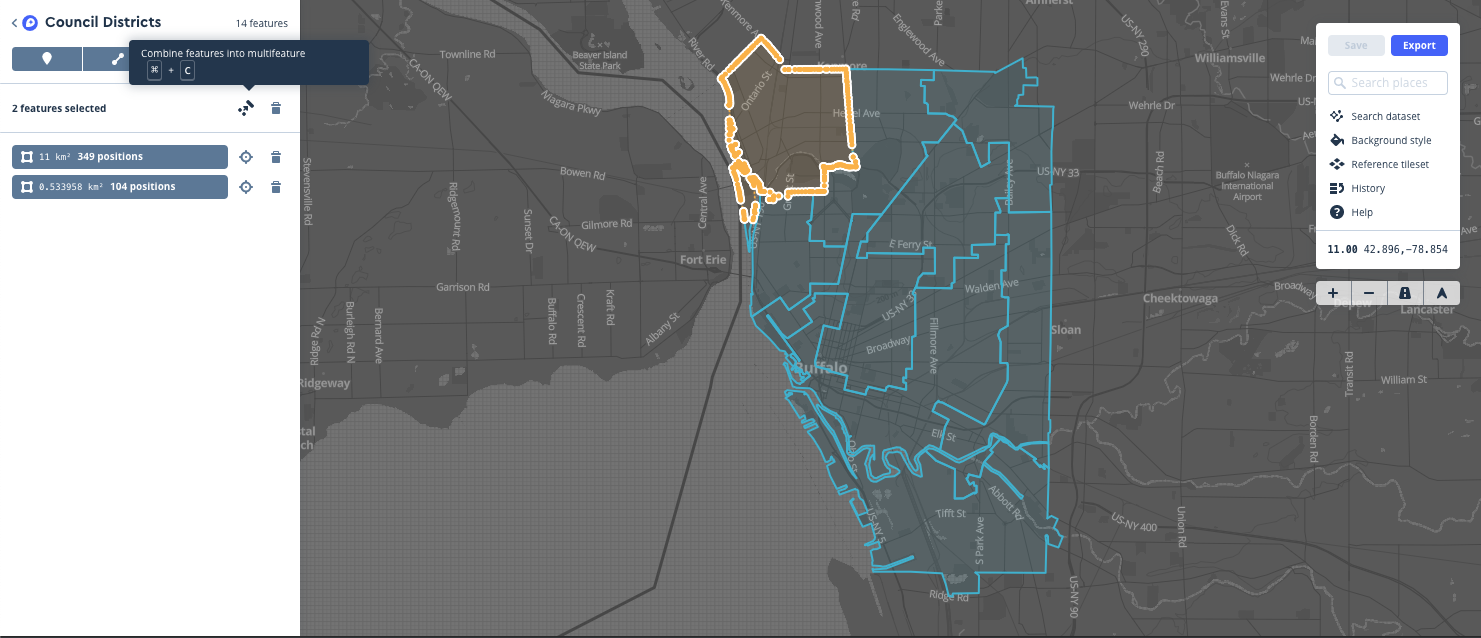 Council Districts
14 features
Combine features into multifeature
⌘ + C
2 features selected
11 km² 349 positions
0.533958 km² 104 positions
Save
Export
Search places
Search dataset
Background style
Reference tileset
History
Help
11.00 42.896,-78.854
Amherst
Kenmore
Williamsville
Wehrle Dr
Wehrle Dr
Townline Rd
Beaver Island
State Park
River Rd
Englewood Ave
US-NY 290
Evans St
CA-ON QEW
Niagara Pkwy
Ontario St
Hertel Ave
Bowen Rd
Stevensville Rd
Ridgemount Rd
Sunset Dr
Gilmore Rd
CA-ON QEW
Central Ave
Bailey Ave
US-NY 33
Beach Rd
Buffalo Niagara
International
Airport
Dick Rd
Fort Erie
E Ferry St
Garrison Rd
Walden Ave
US-NY 33
Cheektowaga
Broadway
Depew
Lancaster
Ridge Rd N
Burleigh Rd N
Bernard Ave
Buffalo Rd
Crescent Rd
Kraft Rd
Albany St
Fillmore Ave
Broadway
Sloan
Buffalo
Ridgeway
Transit Rd
William St
Elk St
Ohio St
Borden Rd
Abbott Rd
Tifft St
S Park Ave
US-NY 5
US-NY 400
Union Rd
US-NY 90
Ridge Rd